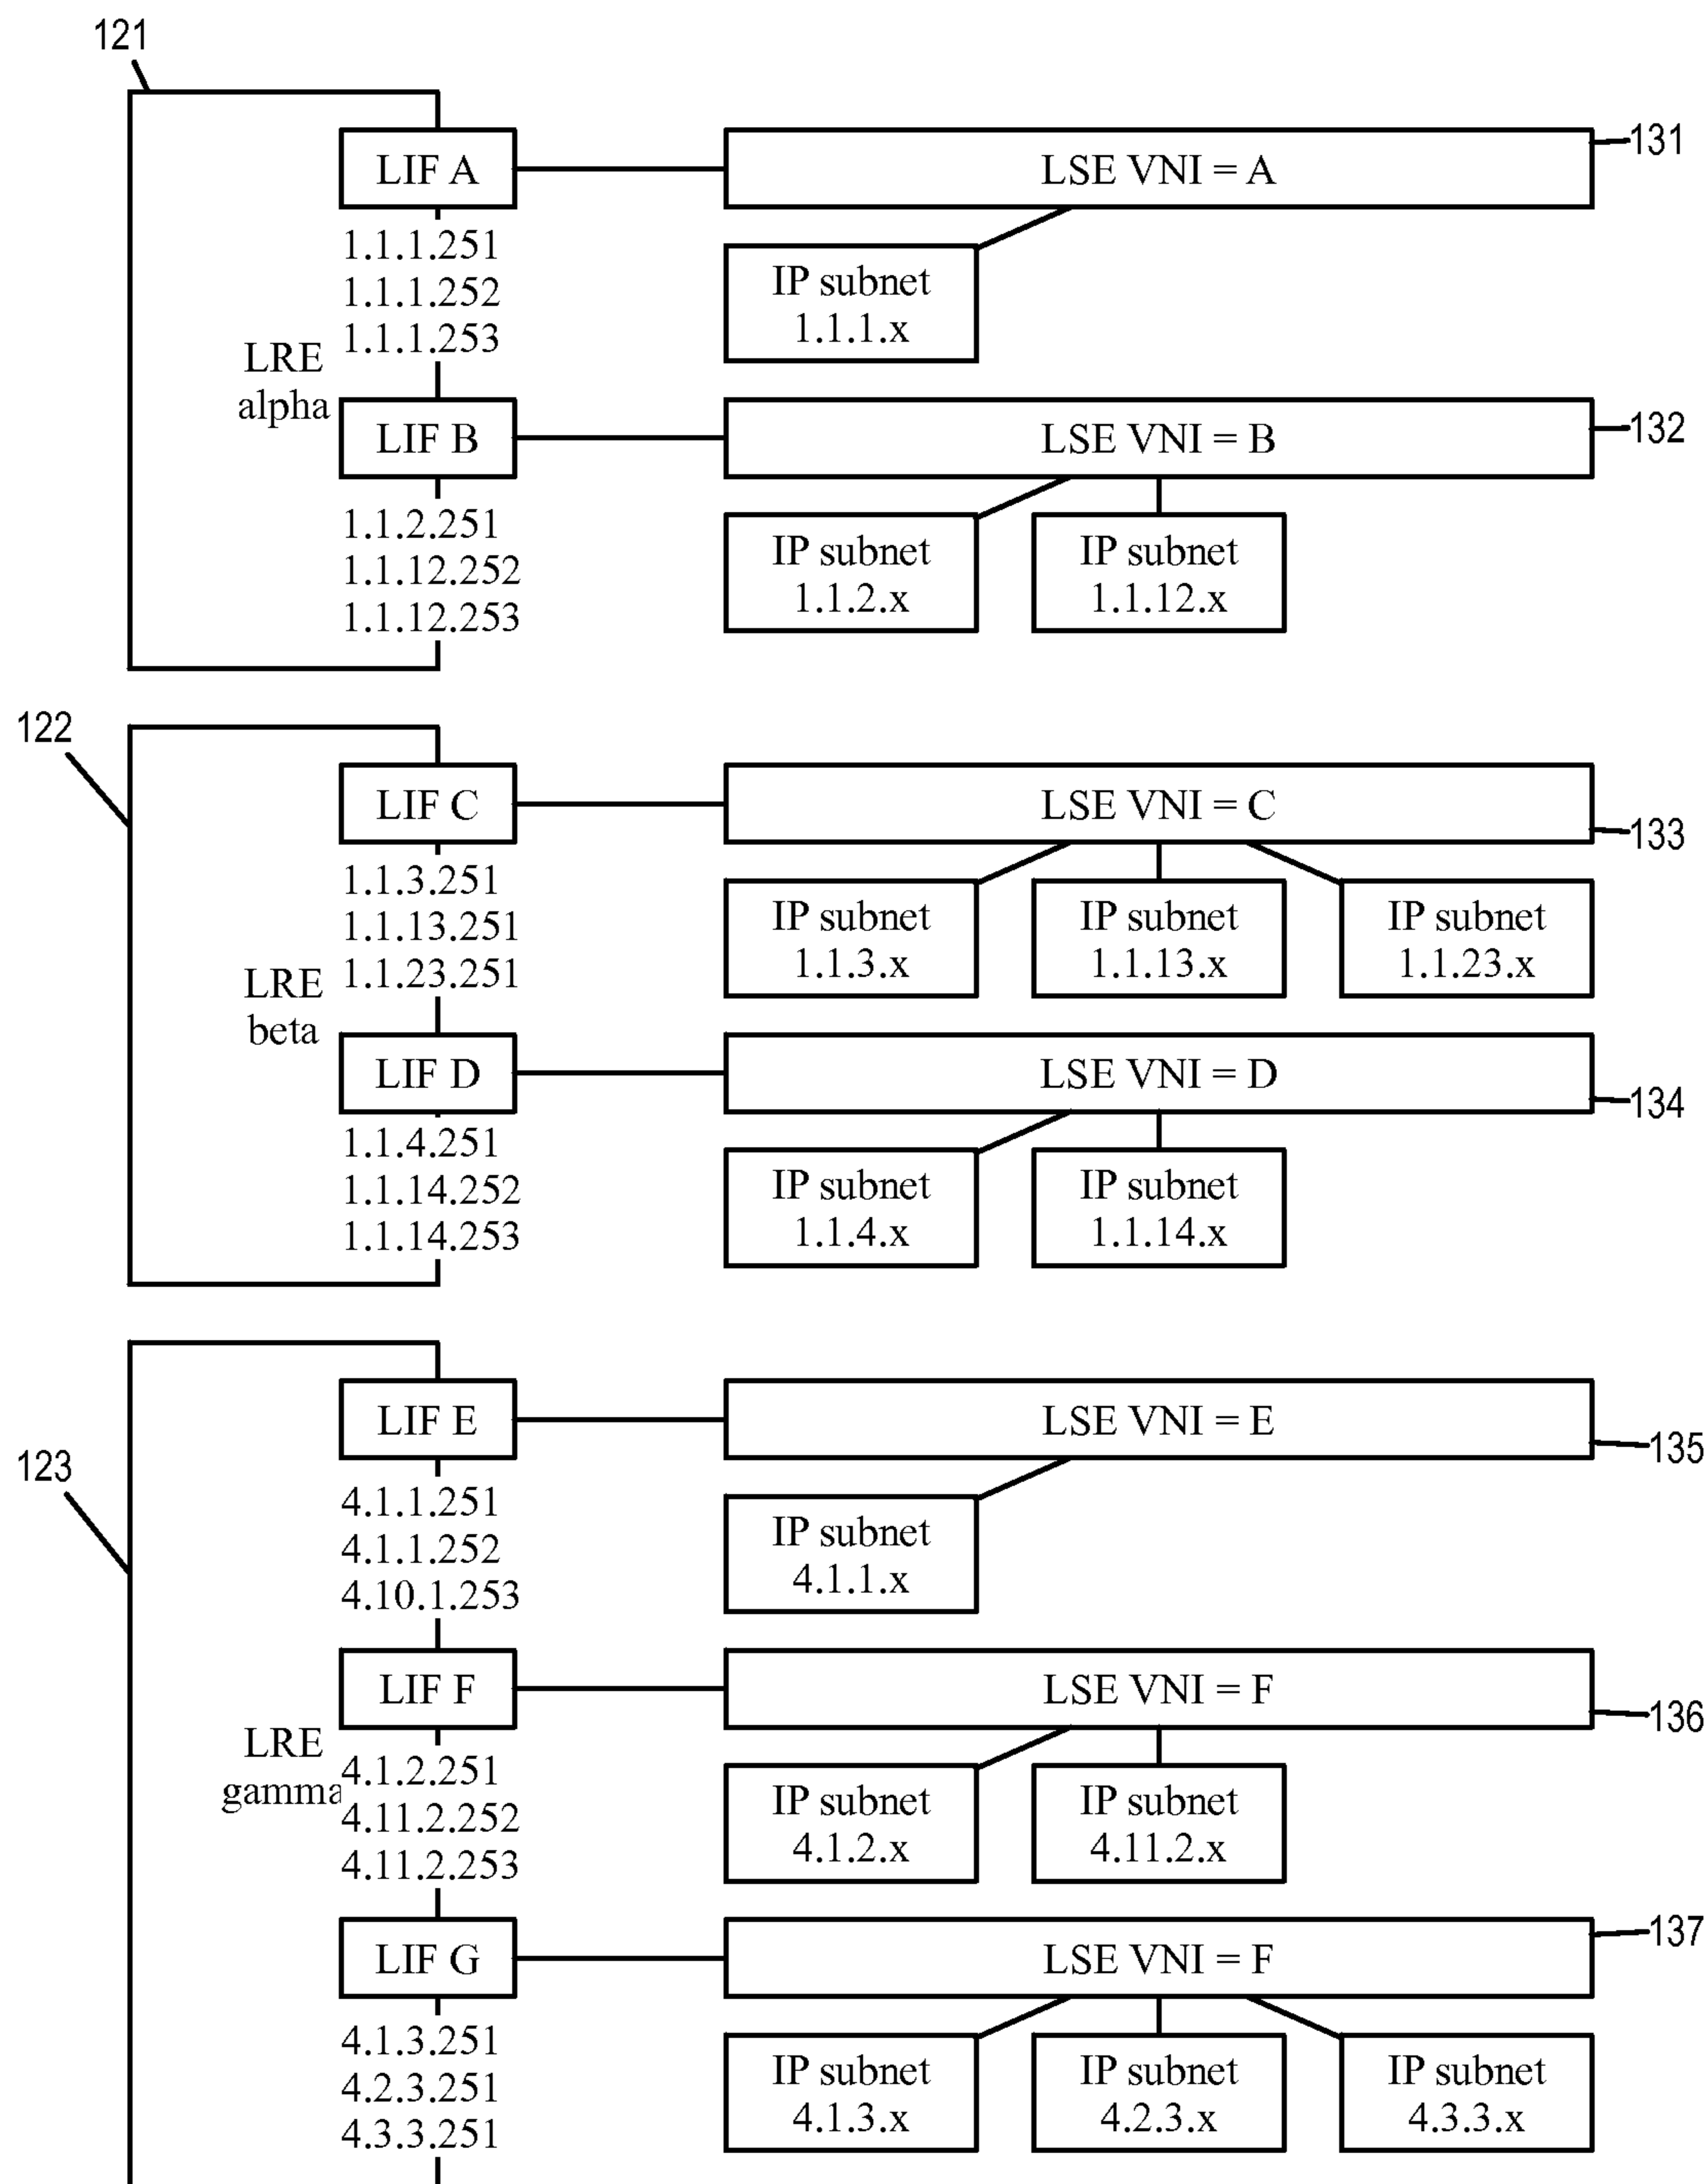 121
LIF A
LSE VNI = A
131
1.1.1.251
1.1.1.252
1.1.1.253
IP subnet
1.1.1.x
LRE
alpha
LIF B
LSE VNI = B
132
1.1.2.251
1.1.12.252
1.1.12.253
IP subnet
1.1.2.x
IP subnet
1.1.12.x
122
LIF C
LSE VNI = C
133
1.1.3.251
1.1.13.251
1.1.23.251
IP subnet
1.1.3.x
IP subnet
1.1.13.x
IP subnet
1.1.23.x
LRE
beta
LIF D
LSE VNI = D
134
1.1.4.251
1.1.14.252
1.1.14.253
IP subnet
1.1.4.x
IP subnet
1.1.14.x
123
LIF E
LSE VNI = E
135
4.1.1.251
4.1.1.252
4.10.1.253
IP subnet
4.1.1.x
LIF F
LSE VNI = F
136
LRE
gamma
4.1.2.251
4.11.2.252
4.11.2.253
IP subnet
4.1.2.x
IP subnet
4.11.2.x
LIF G
LSE VNI = F
137
4.1.3.251
4.2.3.251
4.3.3.251
IP subnet
4.1.3.x
IP subnet
4.2.3.x
IP subnet
4.3.3.x